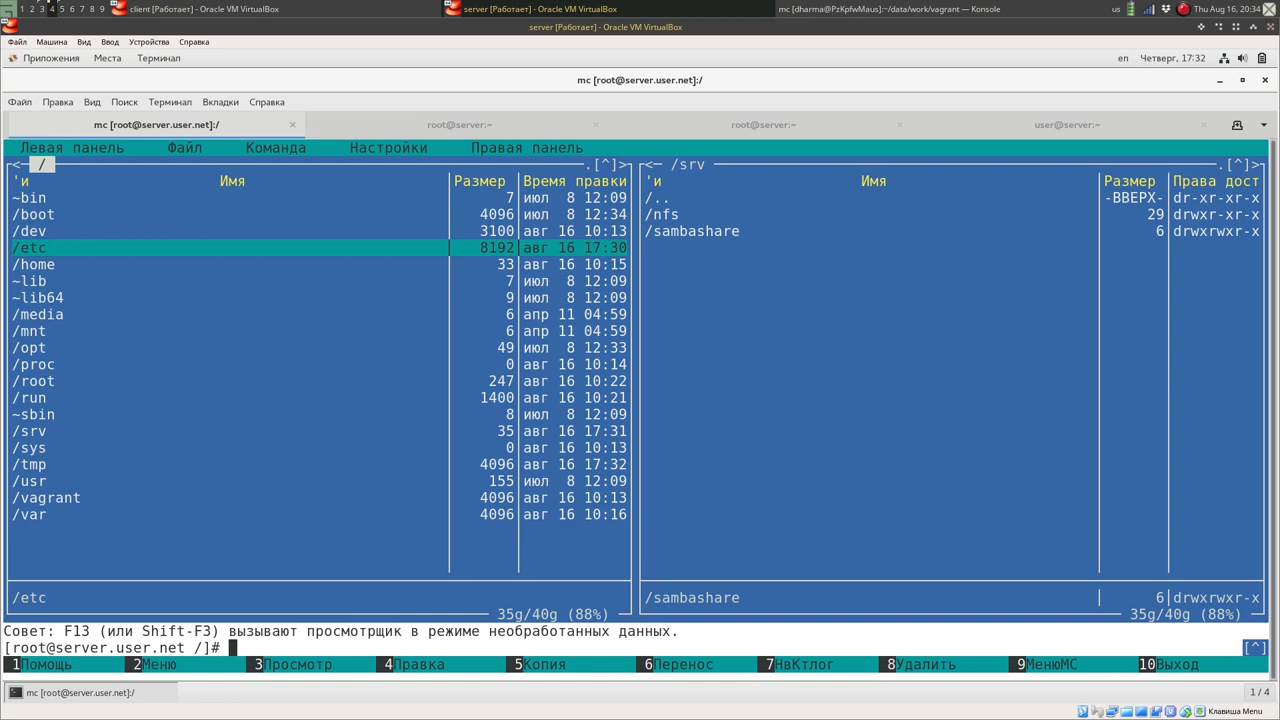 1 2 3 4 5 6 7 8 9 client [Работает] - Oracle VM VirtualBox server [Работает] - Oracle VM VirtualBox mc [dharma@PzKpfwMaus]:~/data/work/vagrant — Konsole us Thu Aug 16, 20:34
server [Работает] - Oracle VM VirtualBox
Файл Машина Вид Ввод Устройства Справка
Приложения Места Терминал en Четверг, 17:32
mc [root@server.user.net]:/
Файл Правка Вид Поиск Терминал Вкладки Справка
mc [root@server.user.net]:/ × root@server:~ × root@server:~ × user@server:~ ×
Левая панель Файл Команда Настройки Правая панель
<─ / .[^]> <─ /srv .[^]>
'и Имя Размер Время правки 'и Имя Размер Права дост
~bin 7 июл 8 12:09 /.. -ВВЕРХ- dr-xr-xr-x
/boot 4096 июл 8 12:34 /nfs 29 drwxr-xr-x
/dev 3100 авг 16 10:13 /sambashare 6 drwxrwxr-x
/etc 8192 авг 16 17:30
/home 33 авг 16 10:15
~lib 7 июл 8 12:09
~lib64 9 июл 8 12:09
/media 6 апр 11 04:59
/mnt 6 апр 11 04:59
/opt 49 июл 8 12:33
/proc 0 авг 16 10:14
/root 247 авг 16 10:22
/run 1400 авг 16 10:21
~sbin 8 июл 8 12:09
/srv 35 авг 16 17:31
/sys 0 авг 16 10:13
/tmp 4096 авг 16 17:32
/usr 155 июл 8 12:09
/vagrant 4096 авг 16 10:13
/var 4096 авг 16 10:16
/etc /sambashare 6 drwxrwxr-x
35g/40g (88%) 35g/40g (88%)
Совет: F13 (или Shift-F3) вызывают просмотрщик в режиме необработанных данных.
[root@server.user.net /]# [^]
1Помощь 2Меню 3Просмотр 4Правка 5Копия 6Перенос 7НвКтлог 8Удалить 9МенюМС 10Выход
mc [root@server.user.net]:/ 1 / 4
Клавиша Menu